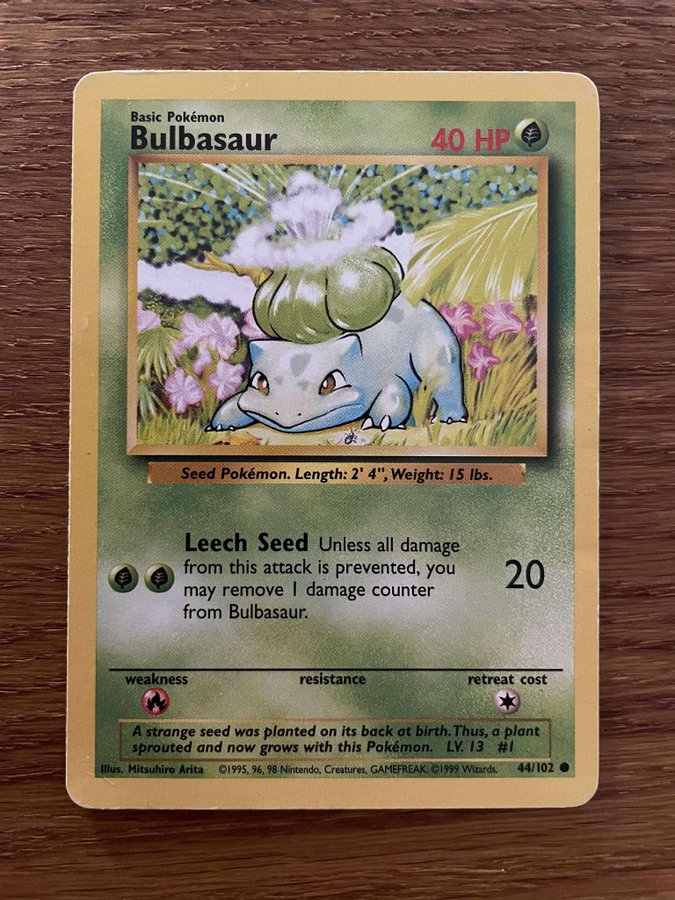 Basic Pokémon
Bulbasaur 40 HP
Seed Pokémon. Length: 2' 4", Weight: 15 lbs.
Leech Seed Unless all damage
from this attack is prevented, you
may remove 1 damage counter
from Bulbasaur.
20
weakness resistance retreat cost
A strange seed was planted on its back at birth. Thus, a plant
sprouted and now grows with this Pokémon. LV. 13 #1
Illus. Mitsuhiro Arita ©1995, 96, 98 Nintendo, Creatures, GAMEFREAK. ©1999 Wizards. 44/102